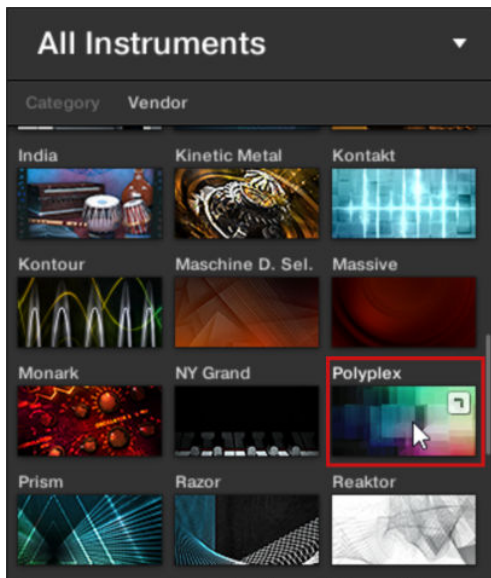 All Instruments
Category Vendor
India Kinetic Metal Kontakt
Kontour Maschine D. Sel. Massive
Monark NY Grand Polyplex
Prism Razor Reaktor